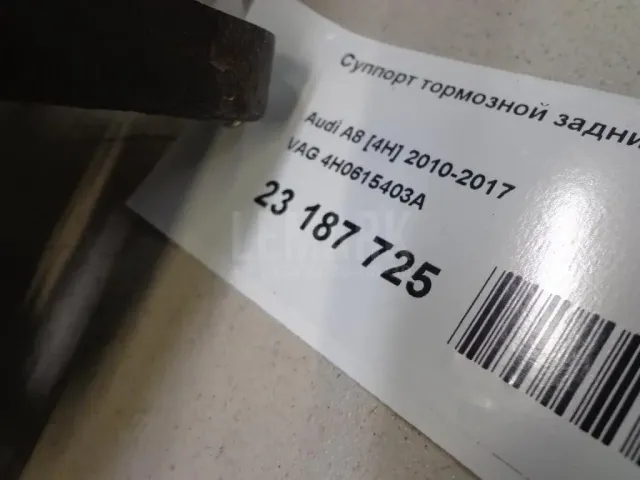 Суппорт тормозной задни
Audi A8 [4H] 2010-2017
VAG 4H0615403A
23 187 725